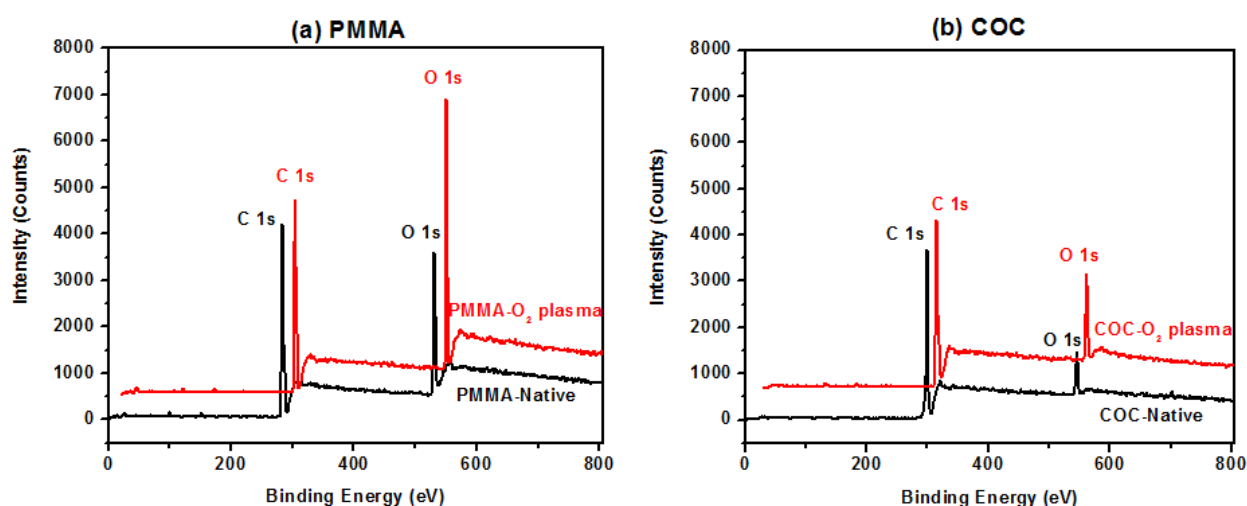 (a) PMMA
8000
7000
6000
5000
4000
3000
2000
1000
0
Intensity (Counts)
O 1s
C 1s
C 1s
O 1s
PMMA-O2 plasma
PMMA-Native
0 200 400 600 800
Binding Energy (eV)
(b) COC
8000
7000
6000
5000
4000
3000
2000
1000
0
Intensity (Counts)
C 1s
C 1s
O 1s
O 1s
COC-O2 plasma
COC-Native
0 200 400 600 800
Binding Energy (eV)